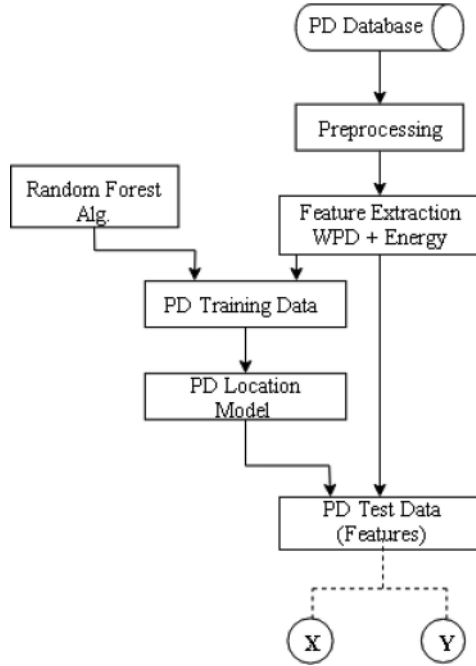 PD Database
Preprocessing
Random Forest
Alg.
Feature Extraction
WPD + Energy
PD Training Data
PD Location
Model
PD Test Data
(Features)
X
Y